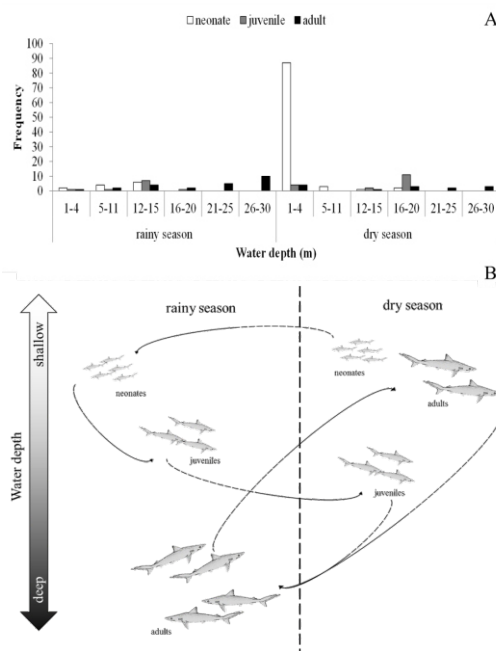 neonate juvenile adult
A
Frequency
100
90
80
70
60
50
40
30
20
10
0
1-4 5-11 12-15 16-20 21-25 26-30 1-4 5-11 12-15 16-20 21-25 26-30
rainy season dry season
Water depth (m)
B
rainy season dry season
shallow
Water depth
deep
neonates
neonates
adults
juveniles
juveniles
adults